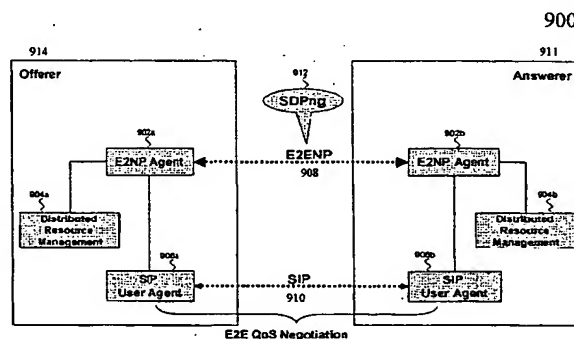 900
914
911
Offerer
Answerer
912
SDPng
902a
902b
E2ENP
E2NP Agent
E2NP Agent
908
904a
904b
Distributed
Resource
Management
Distributed
Resource
Management
906a
906b
SIP
SIP
User Agent
SIP
User Agent
910
E2E QoS Negotiation